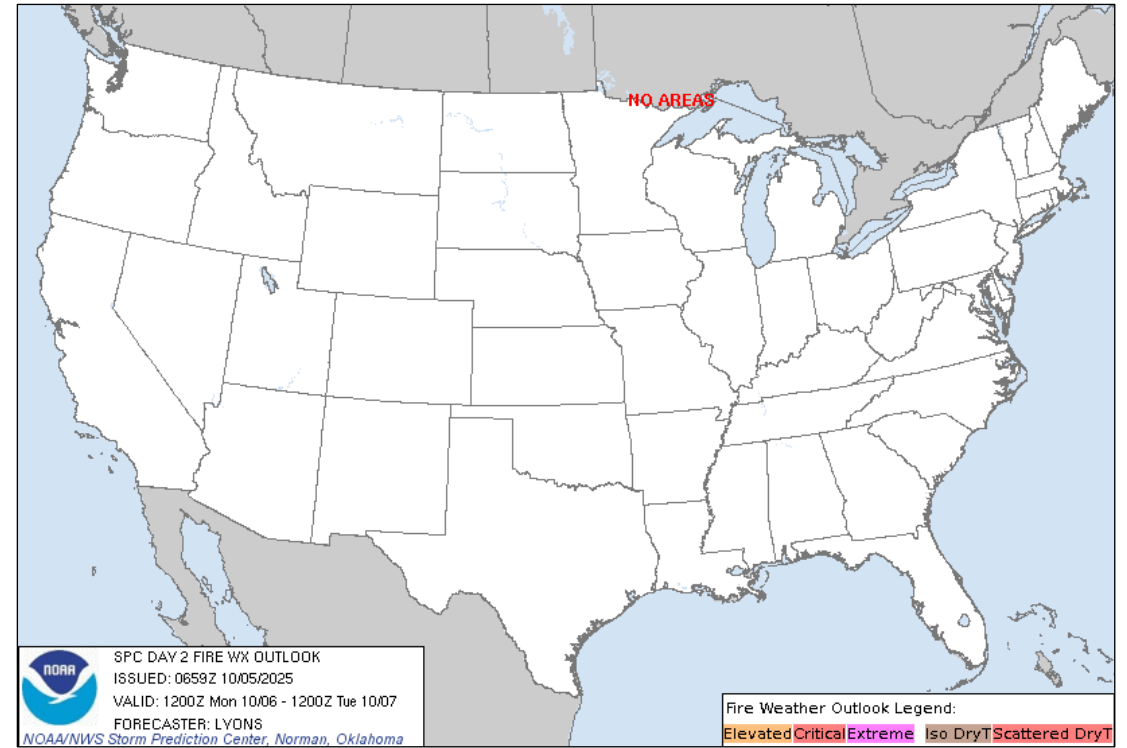 NO AREAS
NOAA
SPC DAY 2 FIRE WX OUTLOOK
ISSUED: 0659Z 10/05/2025
VALID: 1200Z Mon 10/06 - 1200Z Tue 10/07
FORECASTER: LYONS
NOAA/NWS Storm Prediction Center, Norman, Oklahoma
Fire Weather Outlook Legend:
Elevated Critical Extreme Iso DryT Scattered DryT